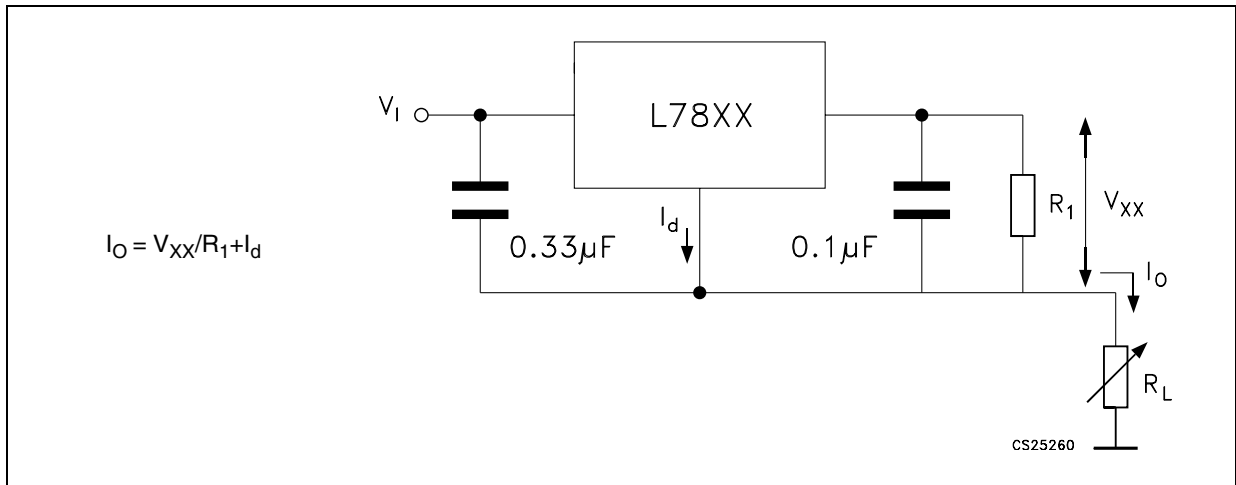 L78XX
V_I
I_d
R_1
V_XX
I_O = V_XX/R_1+I_d
0.33µF
0.1µF
I_O
R_L
CS25260